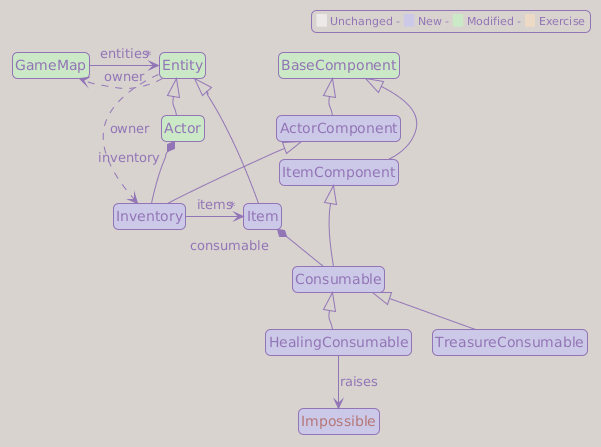 Unchanged - New - Modified - Exercise
entities*
GameMap Entity BaseComponent
owner
owner Actor ActorComponent
inventory
ItemComponent
items*
Inventory Item
consumable
Consumable
HealingConsumable TreasureConsumable
raises
Impossible